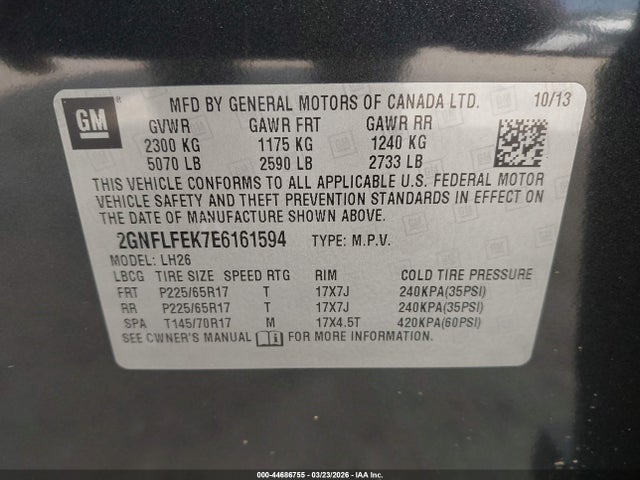 GM ® MFD BY GENERAL MOTORS OF CANADA LTD. 10/13
GVWR GAWR FRT GAWR RR
2300 KG 1175 KG 1240 KG
5070 LB 2590 LB 2733 LB
THIS VEHICLE CONFORMS TO ALL APPLICABLE U.S. FEDERAL MOTOR
VEHICLE SAFETY AND THEFT PREVENTION STANDARDS IN EFFECT ON
THE DATE OF MANUFACTURE SHOWN ABOVE.
2GNFLFEK7E6161594 TYPE: M.P.V.
MODEL: LH26
LBCG TIRE SIZE SPEED RTG RIM COLD TIRE PRESSURE
FRT P225/65R17 T 17X7J 240KPA(35PSI)
RR P225/65R17 T 17X7J 240KPA(35PSI)
SPA T145/70R17 M 17X4.5T 420KPA(60PSI)
SEE OWNER'S MANUAL FOR MORE INFORMATION.
000-44686755 - 03/23/2026 - IAA Inc.